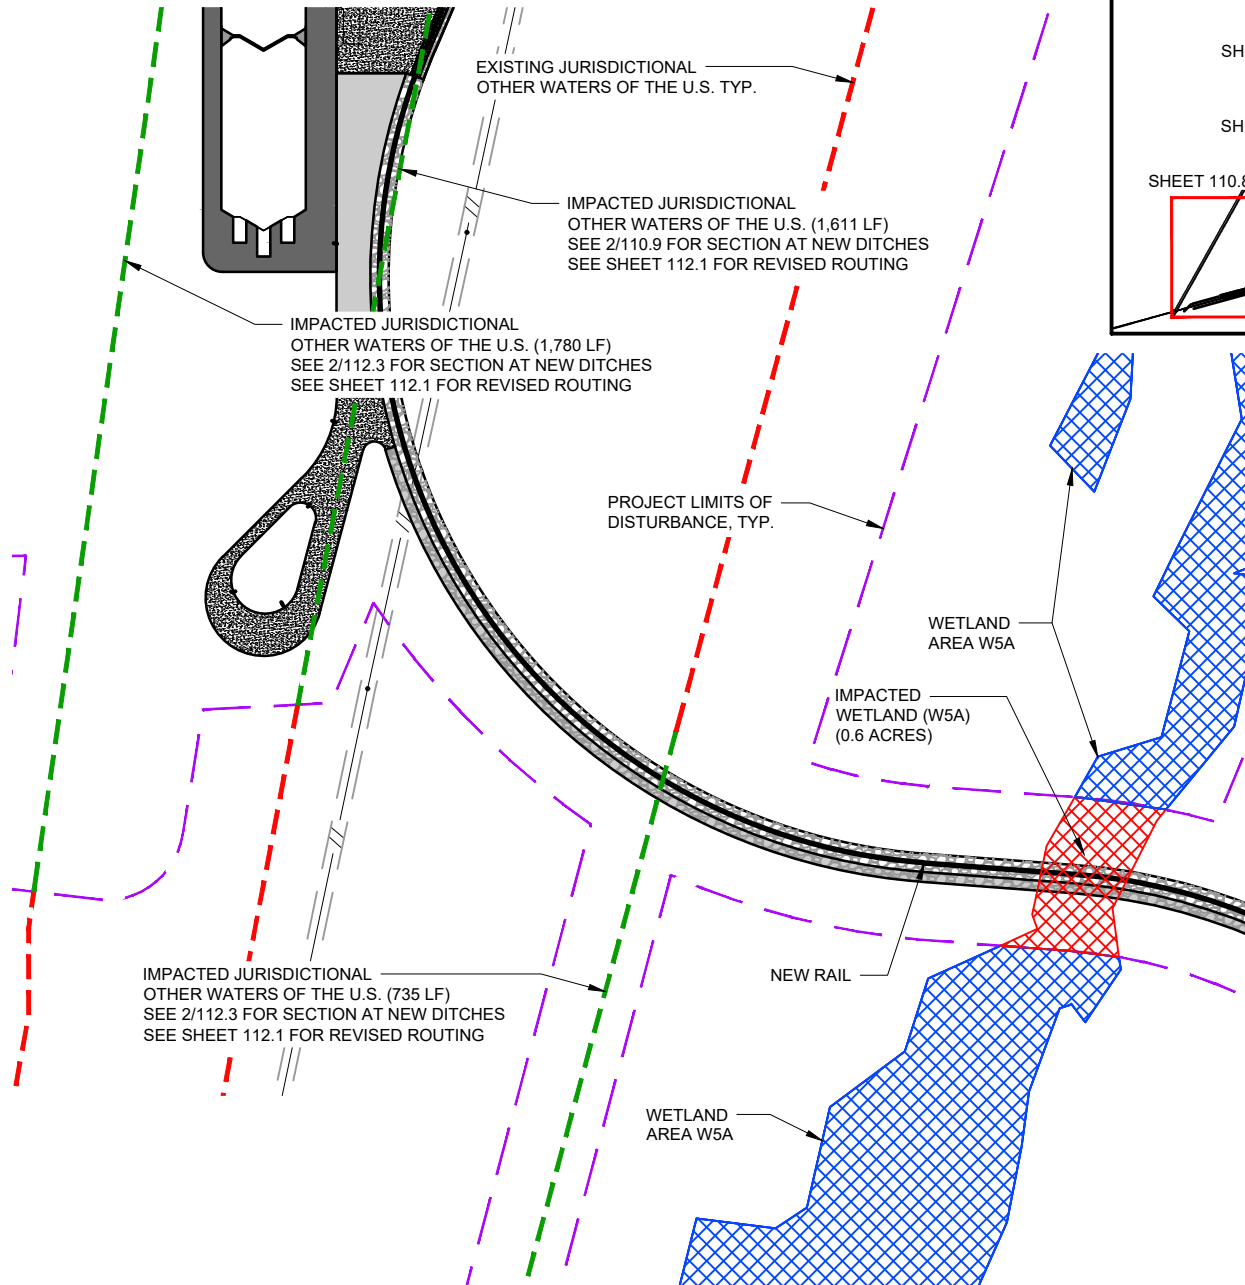 SH
SH
SHEET 110.8
EXISTING JURISDICTIONAL
OTHER WATERS OF THE U.S. TYP.
IMPACTED JURISDICTIONAL
OTHER WATERS OF THE U.S. (1,611 LF)
SEE 2/110.9 FOR SECTION AT NEW DITCHES
SEE SHEET 112.1 FOR REVISED ROUTING
IMPACTED JURISDICTIONAL
OTHER WATERS OF THE U.S. (1,780 LF)
SEE 2/112.3 FOR SECTION AT NEW DITCHES
SEE SHEET 112.1 FOR REVISED ROUTING
PROJECT LIMITS OF
DISTURBANCE, TYP.
WETLAND
AREA W5A
IMPACTED
WETLAND (W5A)
(0.6 ACRES)
NEW RAIL
IMPACTED JURISDICTIONAL
OTHER WATERS OF THE U.S. (735 LF)
SEE 2/112.3 FOR SECTION AT NEW DITCHES
SEE SHEET 112.1 FOR REVISED ROUTING
WETLAND
AREA W5A